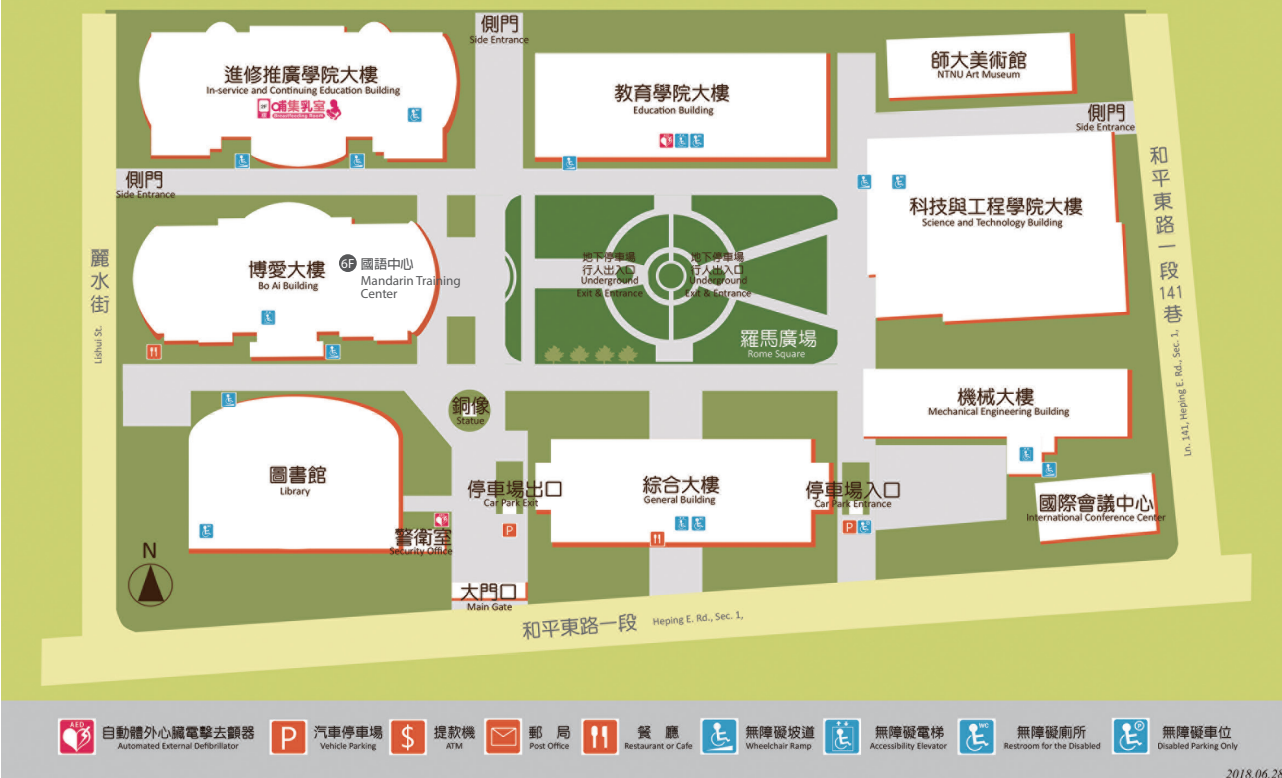 側門
Side Entrance
進修推廣學院大樓
In-service and Continuing Education Building
哺集乳室
Breastfeeding Room
教育學院大樓
Education Building
師大美術館
NTNU Art Museum
側門
Side Entrance
側門
Side Entrance
科技與工程學院大樓
Science and Technology Building
和平東路一段141巷
Ln. 141, Heping E. Rd., Sec. 1,
麗水街
Lishui St.
博愛大樓
Bo Ai Building
6F 國語中心
Mandarin Training
Center
地下停車場
行人出入口
Underground
Exit & Entrance
地下停車場
行人出入口
Underground
Exit & Entrance
羅馬廣場
Rome Square
銅像
Statue
機械大樓
Mechanical Engineering Building
圖書館
Library
停車場出口
Car Park Exit
綜合大樓
General Building
停車場入口
Car Park Entrance
國際會議中心
International Conference Center
警衛室
Security Office
P
P
N
大門口
Main Gate
和平東路一段
Heping E. Rd., Sec. 1,
AED
自動體外心臟電擊去顫器
Automated External Defibrillator
P
汽車停車場
Vehicle Parking
$
提款機
ATM
郵局
Post Office
餐廳
Restaurant or Cafe
無障礙坡道
Wheelchair Ramp
無障礙電梯
Accessibility Elevator
WC
無障礙廁所
Restroom for the Disabled
P
無障礙車位
Disabled Parking Only
2018.06.28